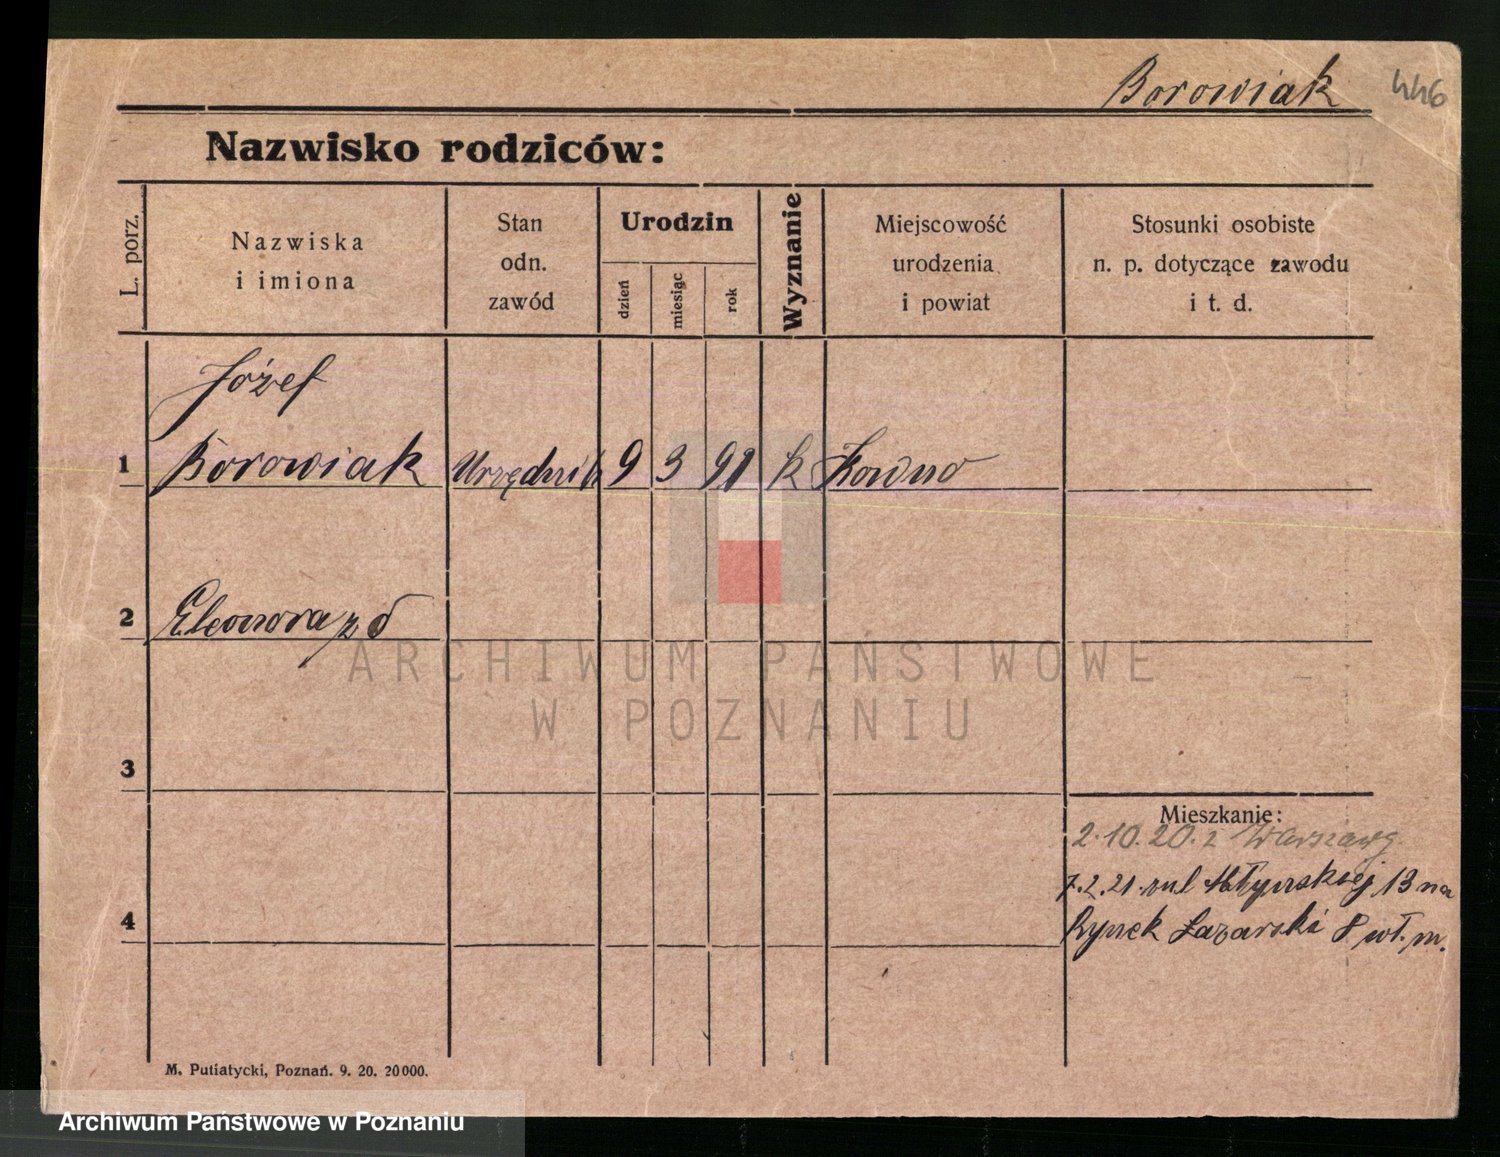 Borowiak 446
Nazwisko rodziców:
L. porz.
Nazwiska
i imiona
Stan
odn.
zawód
Urodzin
dzień
miesiąc
rok
Wyznanie
Miejscowość
urodzenia
i powiat
Stosunki osobiste
n. p. dotyczące zawodu
i t. d.
Józef
1 Borowiak Urzędnik 9 3 91 k Kowno
2 Eleonora
ARCHIWUM PAŃSTWOWE
W POZNANIU
3
Mieszkanie:
2.10.20. z Warszawy.
7.2.21. z ul Młyńskiej 13 na
4 Rynek Łazarski 8 wł. m.
M. Putiatycki, Poznań. 9. 20. 20000.
Archiwum Państwowe w Poznaniu